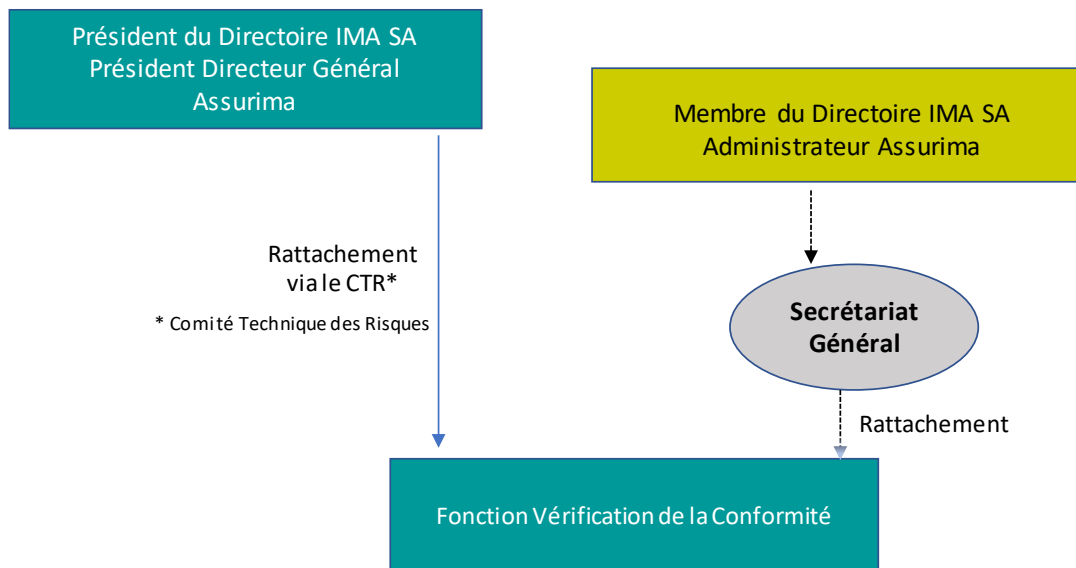 Président du Directoire IMA SA
Président Directeur Général
Assurima
Membre du Directoire IMA SA
Administrateur Assurima
Rattachement
via le CTR*
* Comité Technique des Risques
Secrétariat
Général
Rattachement
Fonction Vérification de la Conformité